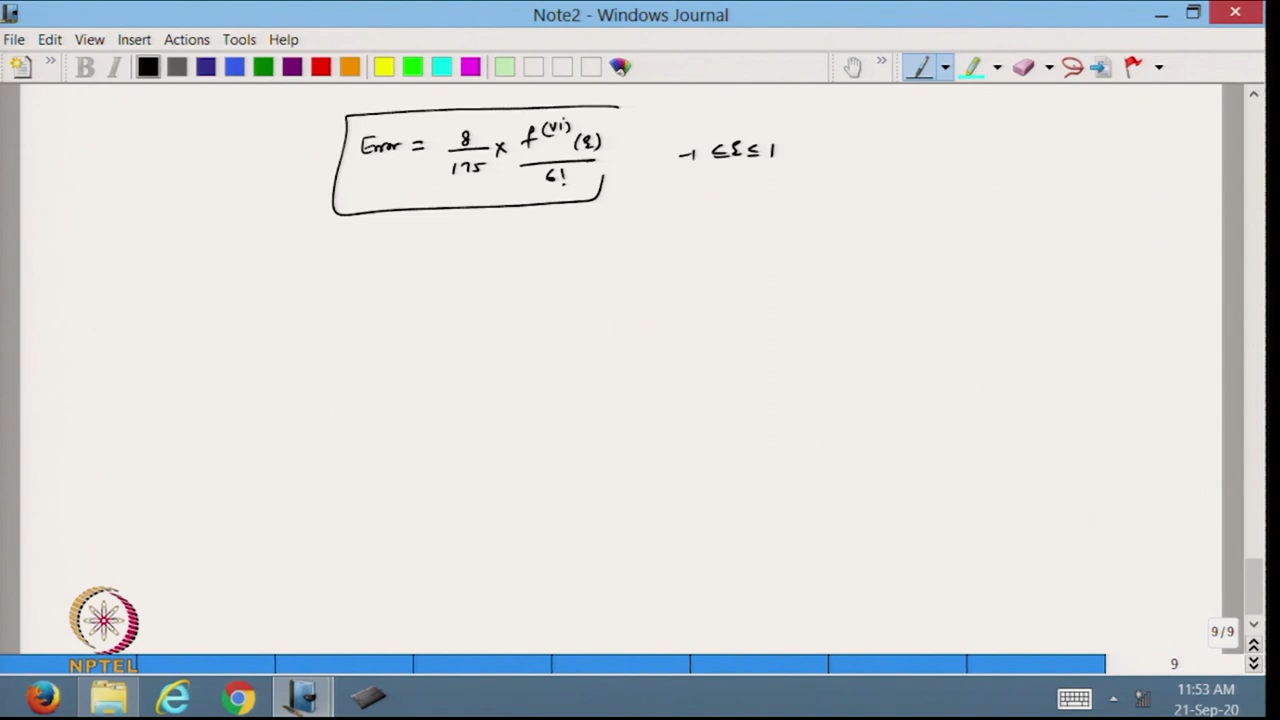 Note2 - Windows Journal
File Edit View Insert Actions Tools Help
B I
Error = 8/175 × f^(vi)(ξ)/6! -1 ≤ ξ ≤ 1
9/9
NPTEL
9
11:53 AM
21-Sep-20